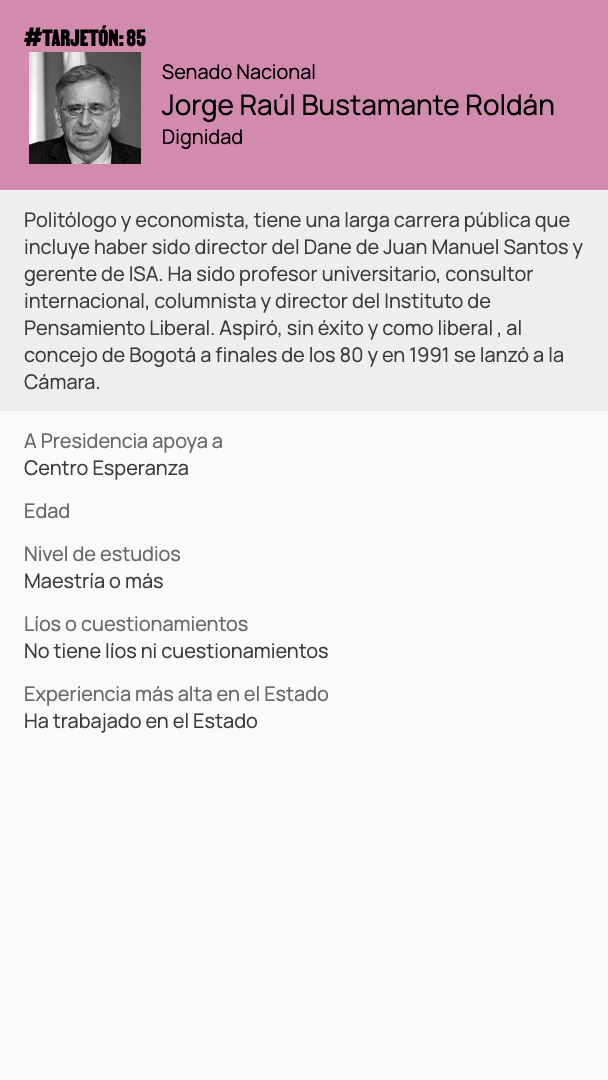 #TARJETÓN: 85
Senado Nacional
Jorge Raúl Bustamante Roldán
Dignidad
Politólogo y economista, tiene una larga carrera pública que
incluye haber sido director del Dane de Juan Manuel Santos y
gerente de ISA. Ha sido profesor universitario, consultor
internacional, columnista y director del Instituto de
Pensamiento Liberal. Aspiró, sin éxito y como liberal , al
concejo de Bogotá a finales de los 80 y en 1991 se lanzó a la
Cámara.
A Presidencia apoya a
Centro Esperanza
Edad
Nivel de estudios
Maestría o más
Líos o cuestionamientos
No tiene líos ni cuestionamientos
Experiencia más alta en el Estado
Ha trabajado en el Estado